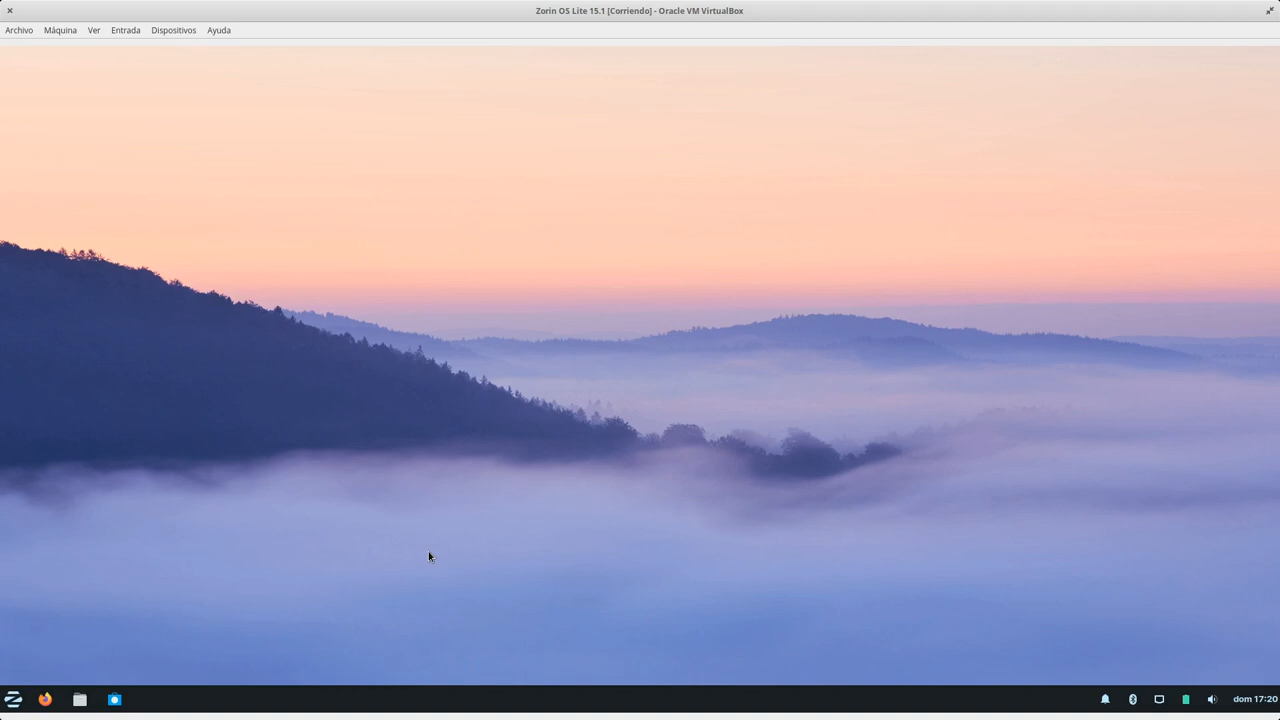 Zorin OS Lite 15.1 [Corriendo] - Oracle VM VirtualBox
Archivo Máquina Ver Entrada Dispositivos Ayuda
dom 17:20